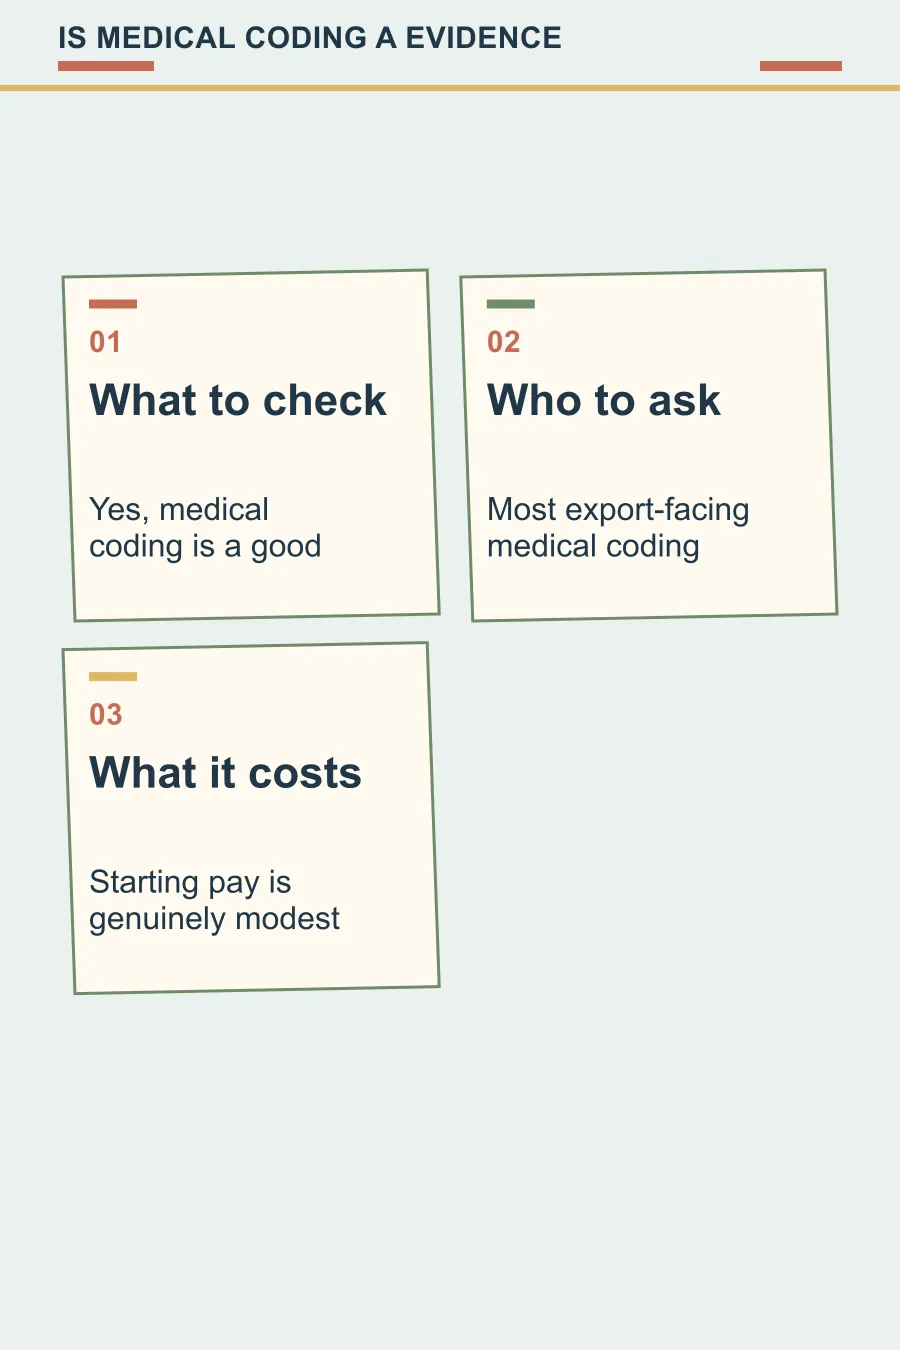 IS MEDICAL CODING A EVIDENCE
01
What to check
Yes, medical
coding is a good
02
Who to ask
Most export-facing
medical coding
03
What it costs
Starting pay is
genuinely modest